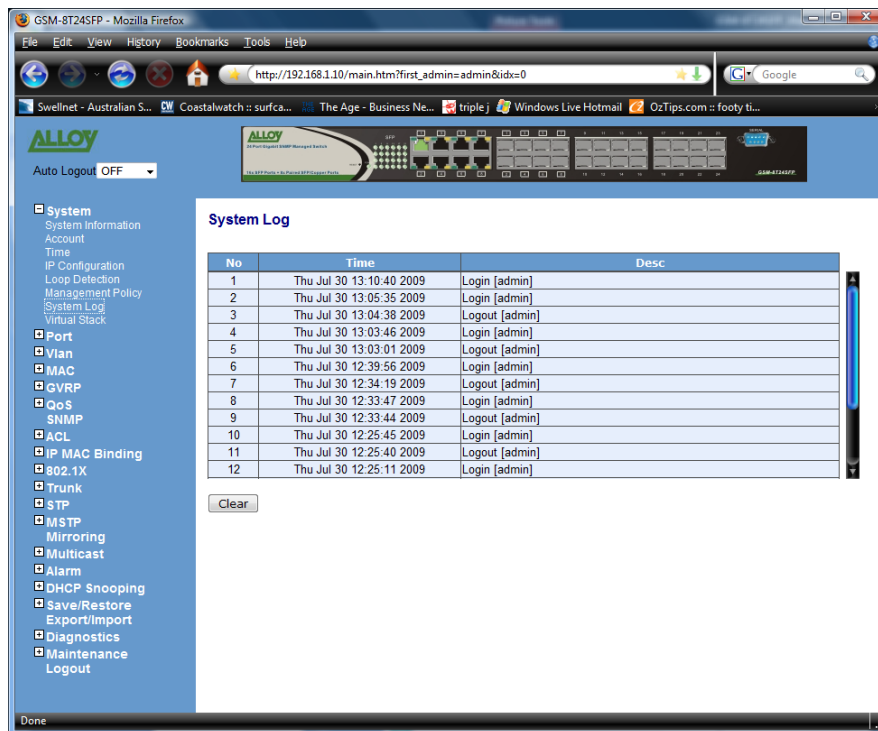 GSM-8T24SFP - Mozilla Firefox
File Edit View History Bookmarks Tools Help
http://192.168.1.10/main.htm?first_admin=admin&idx=0
Google
Swellnet - Australian S... CW Coastalwatch :: surfca... The Age - Business Ne... triple j Windows Live Hotmail OzTips.com :: footy ti...
ALLOY
Auto Logout OFF
ALLOY
SFP
SERIAL
GSM-8T24SFP
System
System Information
Account
Time
IP Configuration
Loop Detection
Management Policy
System Log
Virtual Stack
Port
Vlan
MAC
GVRP
QoS
SNMP
ACL
IP MAC Binding
802.1X
Trunk
STP
MSTP
Mirroring
Multicast
Alarm
DHCP Snooping
Save/Restore
Export/Import
Diagnostics
Maintenance
Logout
System Log
No Time Desc
1 Thu Jul 30 13:10:40 2009 Login [admin]
2 Thu Jul 30 13:05:35 2009 Login [admin]
3 Thu Jul 30 13:04:38 2009 Logout [admin]
4 Thu Jul 30 13:03:46 2009 Login [admin]
5 Thu Jul 30 13:03:01 2009 Logout [admin]
6 Thu Jul 30 12:39:56 2009 Login [admin]
7 Thu Jul 30 12:34:19 2009 Logout [admin]
8 Thu Jul 30 12:33:47 2009 Login [admin]
9 Thu Jul 30 12:33:44 2009 Logout [admin]
10 Thu Jul 30 12:25:45 2009 Login [admin]
11 Thu Jul 30 12:25:40 2009 Logout [admin]
12 Thu Jul 30 12:25:11 2009 Login [admin]
Clear
Done